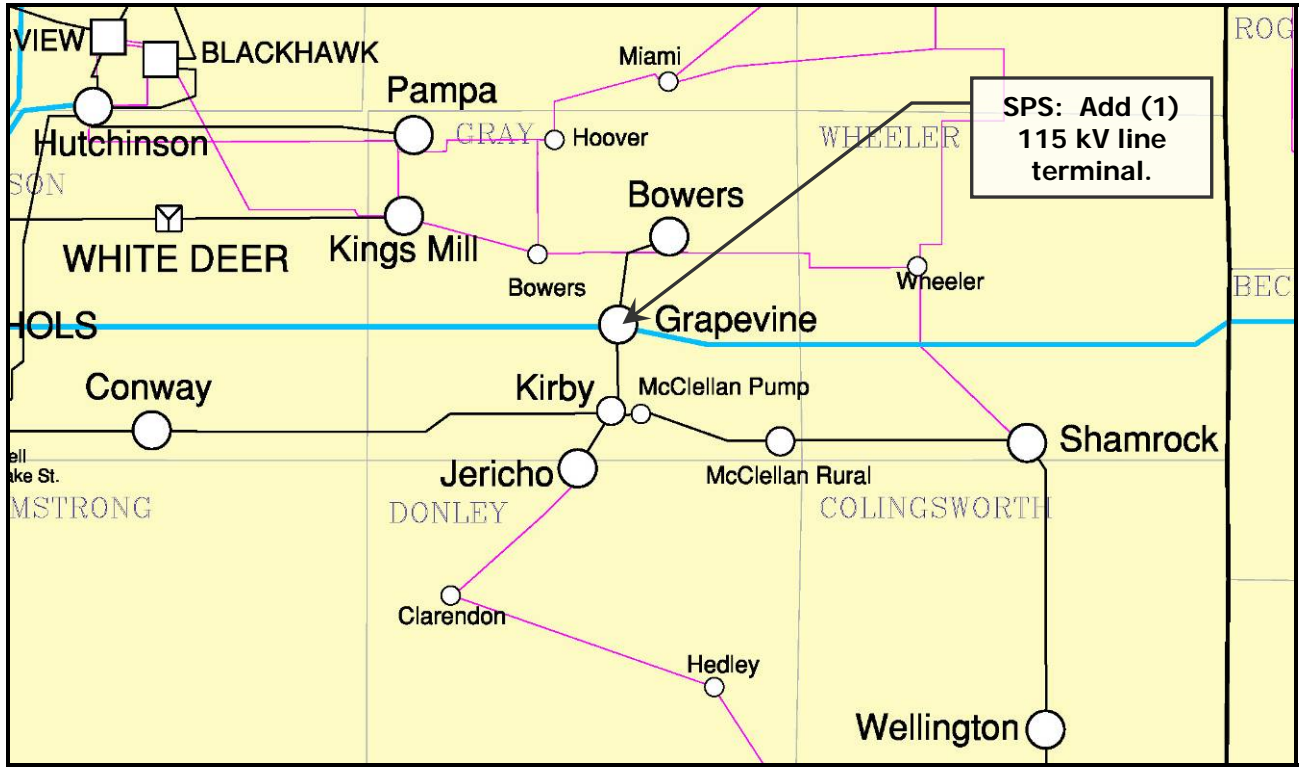 VIEW
BLACKHAWK
Miami
ROG
Pampa
SPS: Add (1)
115 kV line
terminal.
Hutchinson
GRAY
Hoover
WHEELER
SON
Bowers
WHITE DEER
Kings Mill
Bowers
Wheeler
BEC
HOLS
Grapevine
Conway
Kirby
McClellan Pump
Shamrock
ell
ake St.
Jericho
McClellan Rural
MSTRONG
DONLEY
COLINGSWORTH
Clarendon
Hedley
Wellington